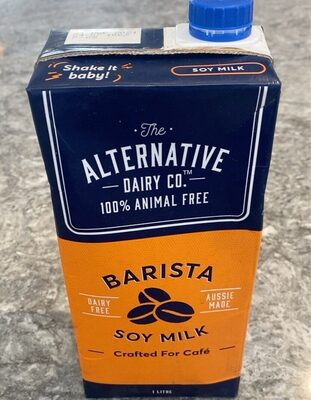 Shake it
baby!
SOY MILK
The
ALTERNATIVE
DAIRY CO.™
100% ANIMAL FREE
BARISTA
DAIRY
FREE
AUSSIE
MADE
SOY MILK
Crafted For Café
1 LITRE